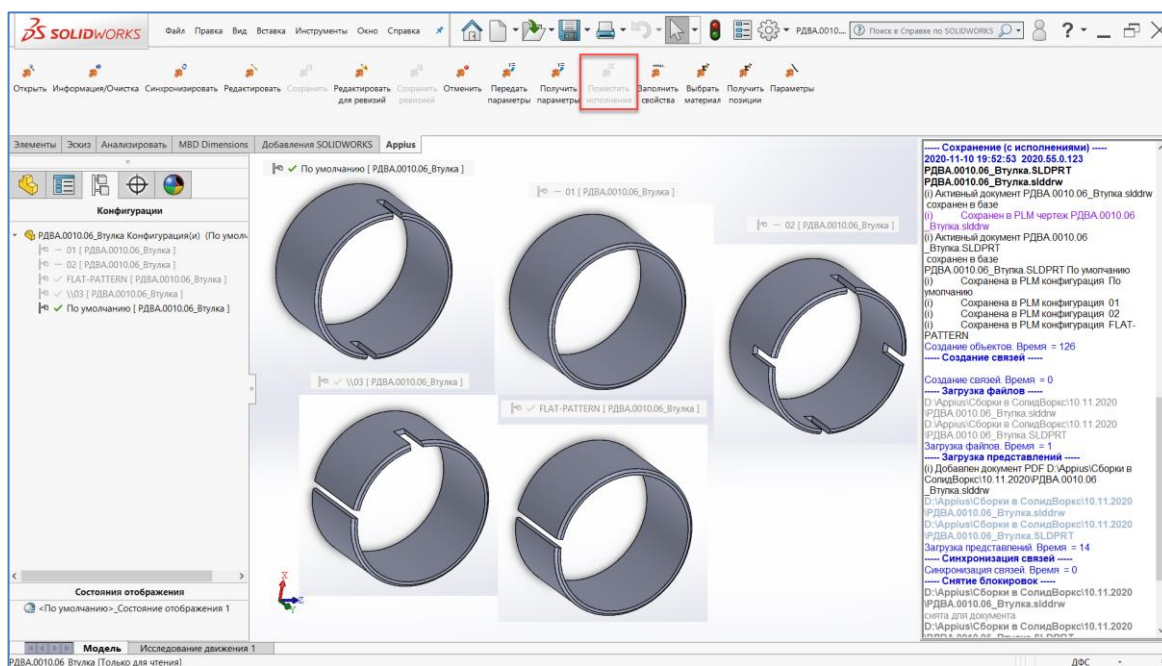 SOLIDWORKS Файл Правка Вид Вставка Инструменты Окно Справка РДВА.0010.... Поиск в Справке по SOLIDWORKS
Открыть Информация/Очистка Синхронизировать Редактировать Сохранить Редактировать для ревизий Сохранить ревизией Отменить Передать параметры Получить параметры Поместить исполнения Заполнить свойства Выбрать материал Получить позиции Параметры
Элементы Эскиз Анализировать MBD Dimensions Добавления SOLIDWORKS Appius
Конфигурации
РДВА.0010.06_Втулка Конфигурация(и) (По умолч
01 [ РДВА.0010.06_Втулка ]
02 [ РДВА.0010.06_Втулка ]
FLAT-PATTERN [ РДВА.0010.06_Втулка ]
\\03 [ РДВА.0010.06_Втулка ]
По умолчанию [ РДВА.0010.06_Втулка ]
Состояния отображения
<По умолчанию>_Состояние отображения 1
По умолчанию [ РДВА.0010.06_Втулка ]
01 [ РДВА.0010.06_Втулка ]
02 [ РДВА.0010.06_Втулка ]
\\03 [ РДВА.0010.06_Втулка ]
FLAT-PATTERN [ РДВА.0010.06_Втулка ]
X
Y
Z
----- Сохранение (с исполнениями) -----
2020-11-10 19:52:53 2020.55.0.123
РДВА.0010.06_Втулка.SLDPRT
РДВА.0010.06_Втулка.slddrw
(i) Активный документ РДВА.0010.06_Втулка.slddrw
сохранен в базе
(i) Сохранен в PLM чертеж РДВА.0010.06
_Втулка.slddrw
(i) Активный документ РДВА.0010.06
_Втулка.SLDPRT
сохранен в базе
РДВА.0010.06_Втулка.SLDPRT По умолчанию
(i) Сохранена в PLM конфигурация По
умолчанию
(i) Сохранена в PLM конфигурация 01
(i) Сохранена в PLM конфигурация 02
(i) Сохранена в PLM конфигурация FLAT-
PATTERN
Создание объектов. Время = 126
----- Создание связей -----
Создание связей. Время = 0
----- Загрузка файлов -----
D:\Appius\Сборки в СолидВоркс\10.11.2020
\РДВА.0010.06_Втулка.slddrw
D:\Appius\Сборки в СолидВоркс\10.11.2020
\РДВА.0010.06_Втулка.SLDPRT
Загрузка файлов. Время = 1
----- Загрузка представлений -----
(i) Добавлен документ PDF D:\Appius\Сборки в
СолидВоркс\10.11.2020\РДВА.0010.06
_Втулка.slddrw
D:\Appius\Сборки в СолидВоркс\10.11.2020
\РДВА.0010.06_Втулка.slddrw
D:\Appius\Сборки в СолидВоркс\10.11.2020
\РДВА.0010.06_Втулка.SLDPRT
Загрузка представлений. Время = 14
----- Синхронизация связей -----
Синхронизация связей. Время = 0
----- Снятие блокировок -----
D:\Appius\Сборки в СолидВоркс\10.11.2020
\РДВА.0010.06_Втулка.slddrw
снята для документа
D:\Appius\Сборки в СолидВоркс\10.11.2020
Модель Исследование движения 1
РДВА.0010.06_Втулка [Только для чтения] ДФС